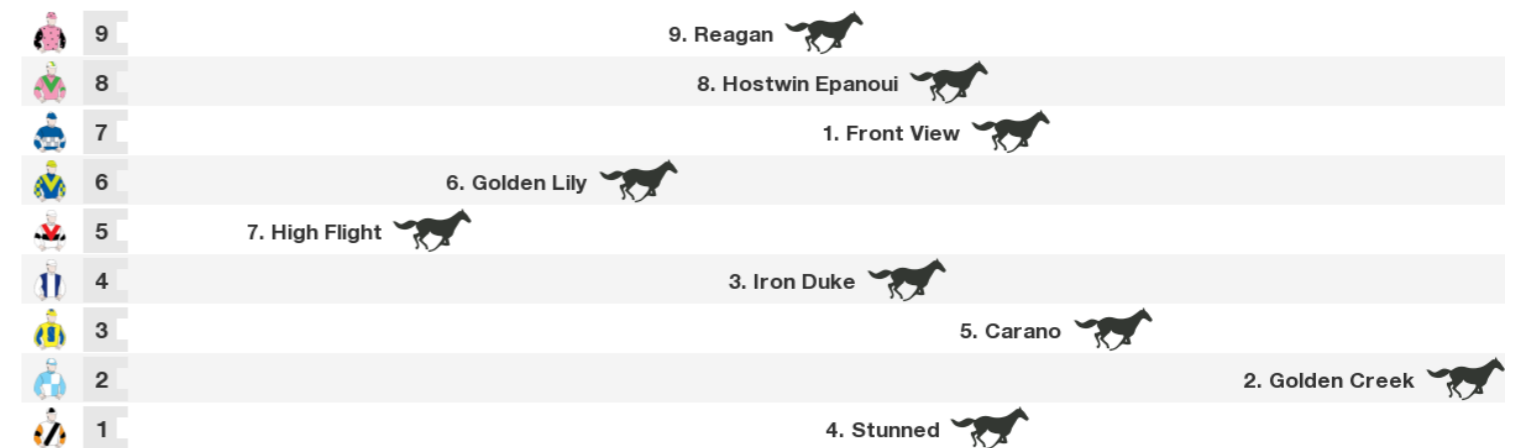 9 9. Reagan
8 8. Hostwin Epanoui
7 1. Front View
6 6. Golden Lily
5 7. High Flight
4 3. Iron Duke
3 5. Carano
2 2. Golden Creek
1 4. Stunned